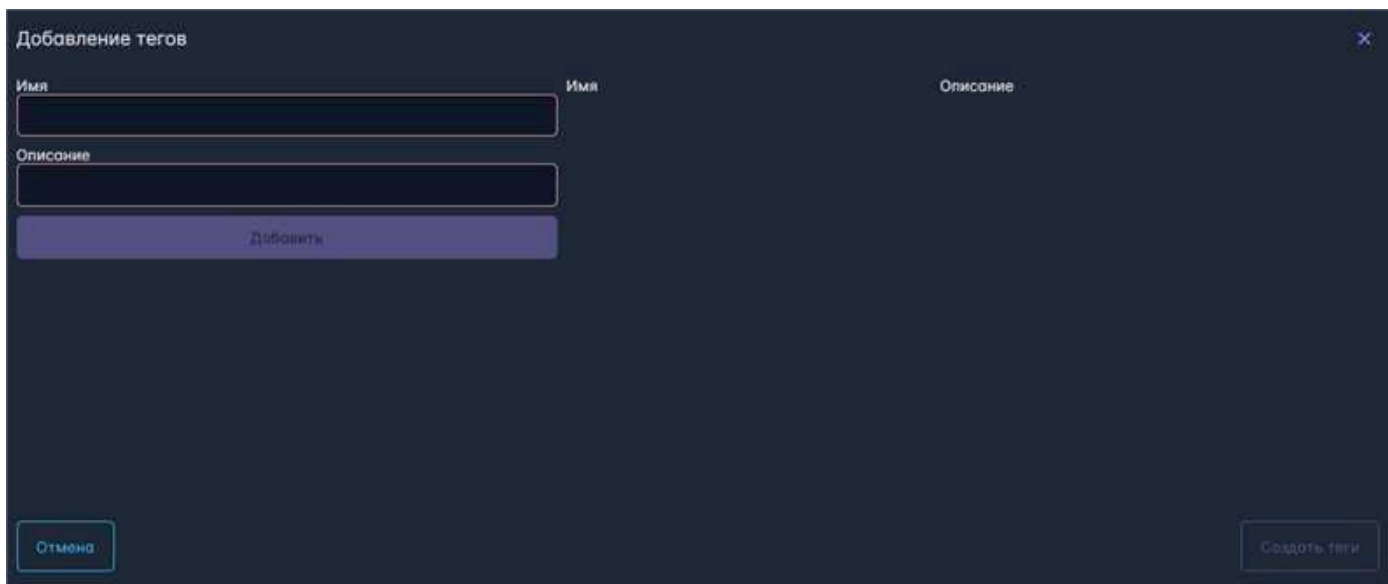 Добавление тегов
Имя
Имя
Описание
Описание
Добавить
Отмена
Создать теги